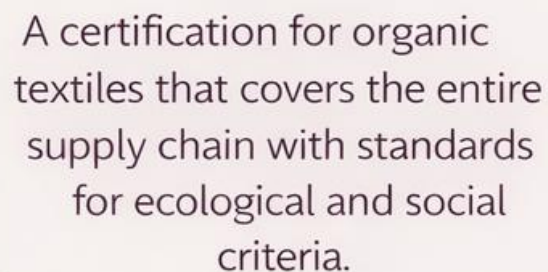 A certification for organic
textiles that covers the entire
supply chain with standards
for ecological and social
criteria.